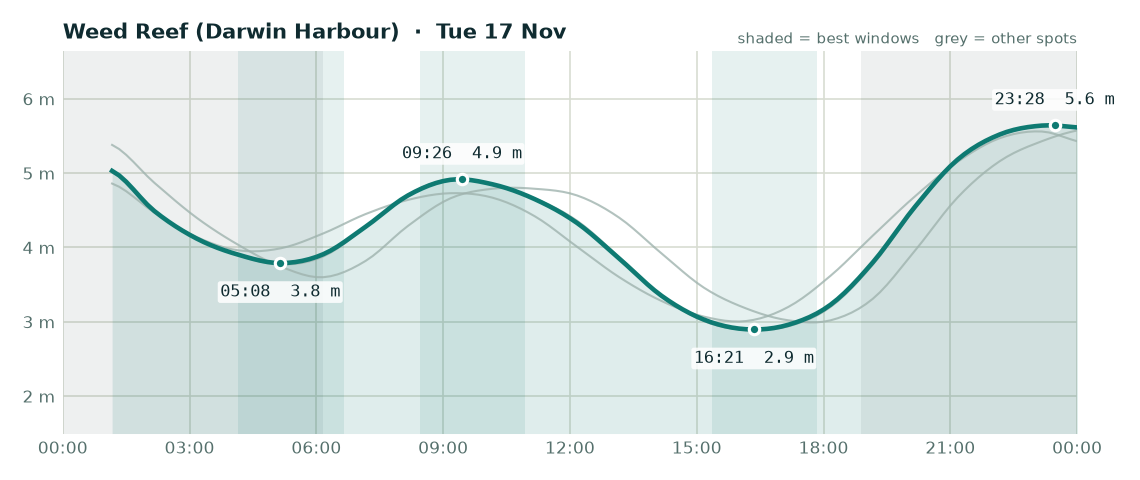 Weed Reef (Darwin Harbour)  ·  Tue 17 Nov
shaded = best windows   grey = other spots
6 m
23:28  5.6 m
5 m
09:26  4.9 m
4 m
05:08  3.8 m
3 m
16:21  2.9 m
2 m
00:00 03:00 06:00 09:00 12:00 15:00 18:00 21:00 00:00